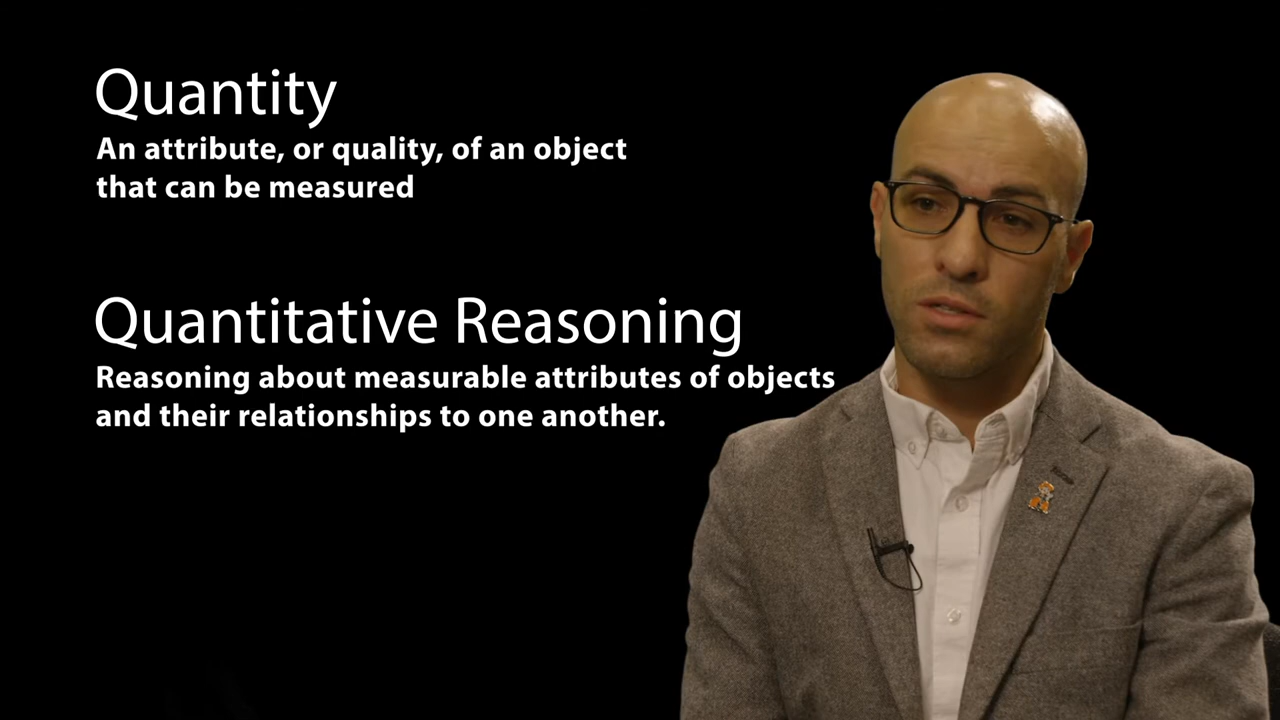 Quantity
An attribute, or quality, of an object
that can be measured
Quantitative Reasoning
Reasoning about measurable attributes of objects
and their relationships to one another.